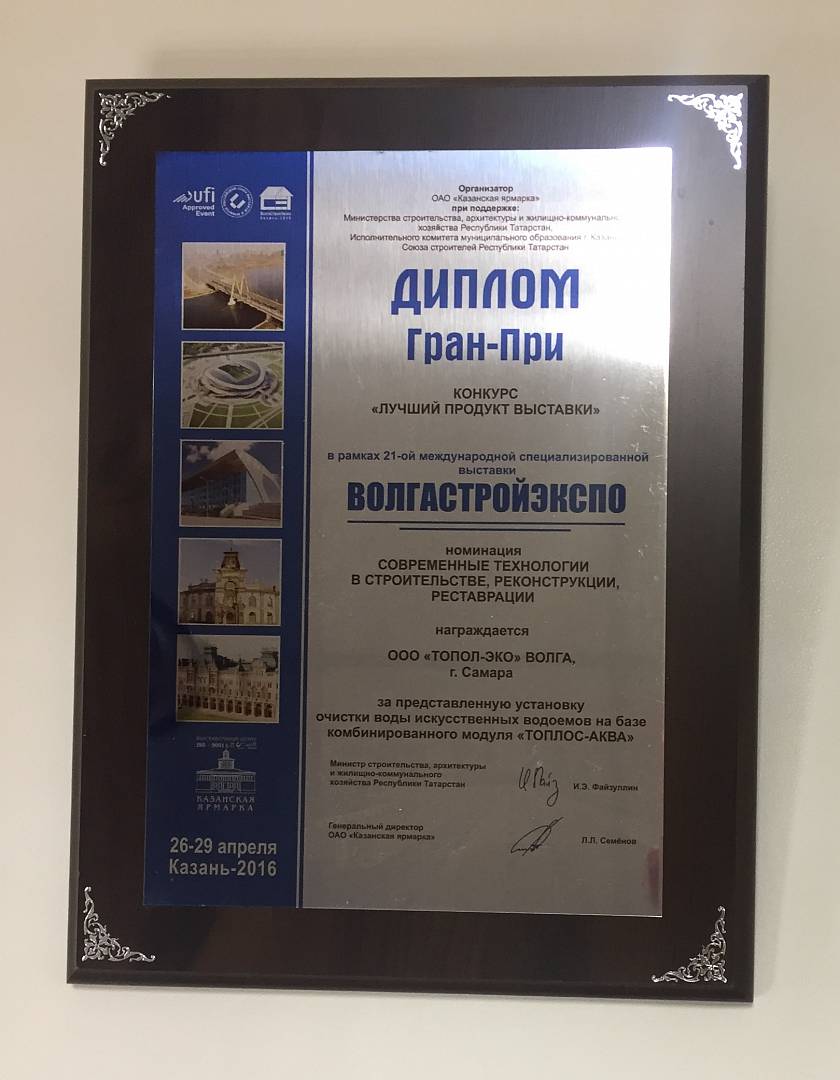 ufi
Approved
Event
Организатор
ОАО «Казанская ярмарка»
при поддержке:
Министерства строительства, архитектуры и жилищно-коммунально
хозяйства Республики Татарстан,
Исполнительного комитета муниципального образования г. Казани
Союза строителей Республики Татарстан
ДИПЛОМ
Гран-При
КОНКУРС
«ЛУЧШИЙ ПРОДУКТ ВЫСТАВКИ»
в рамках 21-ой международной специализированной
выставки
ВОЛГАСТРОЙЭКСПО
номинация
СОВРЕМЕННЫЕ ТЕХНОЛОГИИ
В СТРОИТЕЛЬСТВЕ, РЕКОНСТРУКЦИИ,
РЕСТАВРАЦИИ
награждается
ООО «ТОПОЛ-ЭКО» ВОЛГА,
г. Самара
за представленную установку
очистки воды искусственных водоемов на базе
комбинированного модуля «ТОПЛОС-АКВА»
Министр строительства, архитектуры
и жилищно-коммунального
хозяйства Республики Татарстан
И.Э. Файзуллин
Генеральный директор
ОАО «Казанская ярмарка»
Л.Л. Семёнов
КАЗАНСКАЯ
ЯРМАРКА
26-29 апреля
Казань-2016